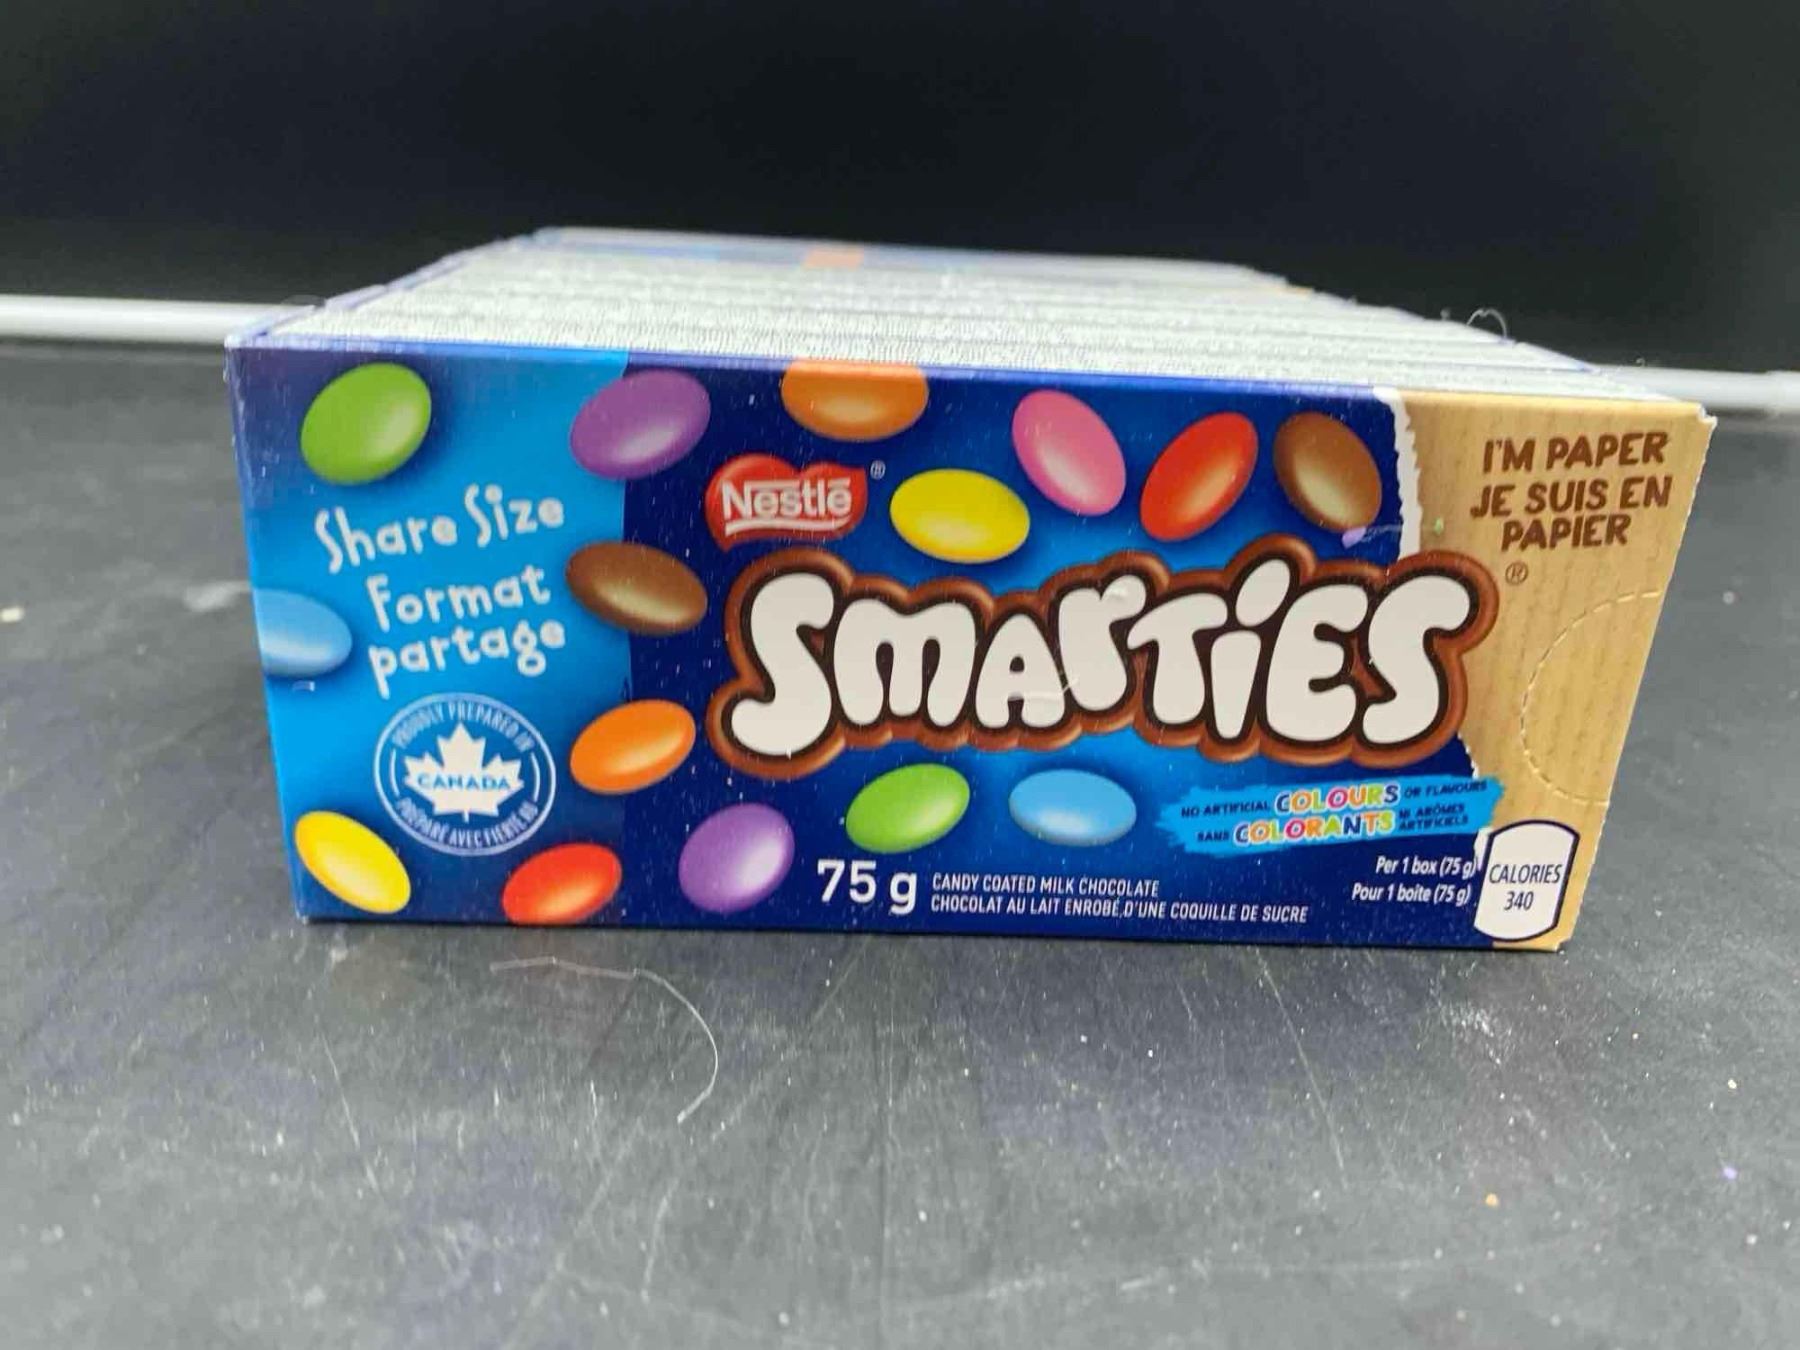 I'M PAPER
JE SUIS EN
PAPIER
Nestlé®
Share Size
Format
partage
SMARTIES®
PROUDLY PREPARED IN
CANADA
PRÉPARÉ AVEC FIERTÉ AU
NO ARTIFICIAL COLOURS OR FLAVOURS
SANS COLORANTS NI ARÔMES
ARTIFICIELS
75 g
CANDY COATED MILK CHOCOLATE
CHOCOLAT AU LAIT ENROBÉ D'UNE COQUILLE DE SUCRE
Per 1 box (75 g)
Pour 1 boîte (75 g)
CALORIES
340